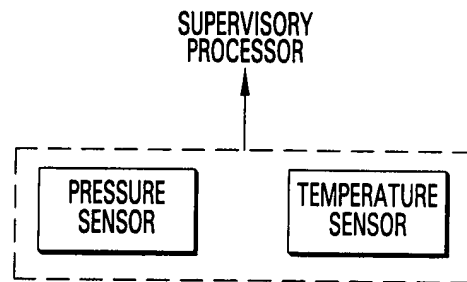 SUPERVISORY
PROCESSOR
PRESSURE
SENSOR
TEMPERATURE
SENSOR